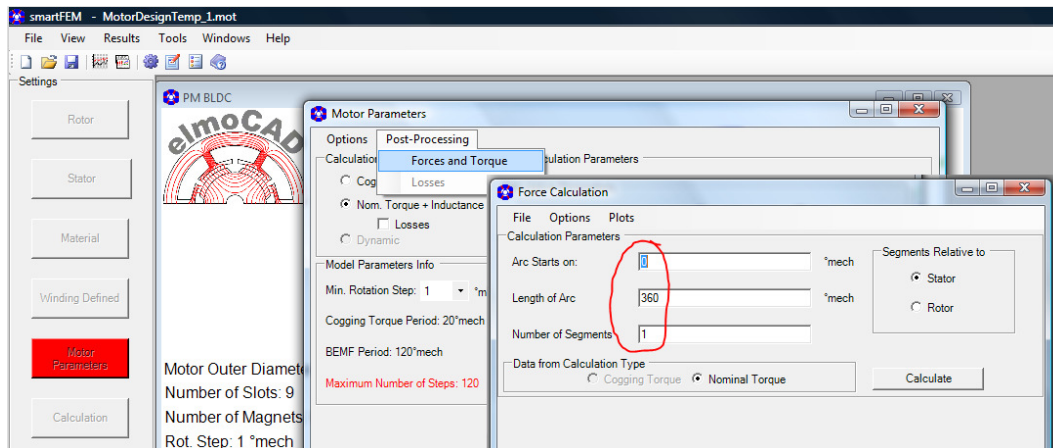 smartFEM - MotorDesignTemp_1.mot
File View Results Tools Windows Help
Settings
Rotor
Stator
Material
Winding Defined
Motor
Parameters
Calculation
PM BLDC
elmoCAD
Motor Outer Diamete
Number of Slots: 9
Number of Magnets
Rot. Step: 1 °mech
Motor Parameters
Options Post-Processing
Forces and Torque
Losses
Calculation
culation Parameters
Cog
Nom. Torque + Inductance
Losses
Dynamic
Model Parameters Info
Min. Rotation Step: 1 °m
Cogging Torque Period: 20°mech
BEMF Period: 120°mech
Maximum Number of Steps: 120
Force Calculation
File Options Plots
Calculation Parameters
Arc Starts on: 0 °mech
Length of Arc 360 °mech
Number of Segments 1
Segments Relative to
Stator
Rotor
Data from Calculation Type
Cogging Torque Nominal Torque
Calculate